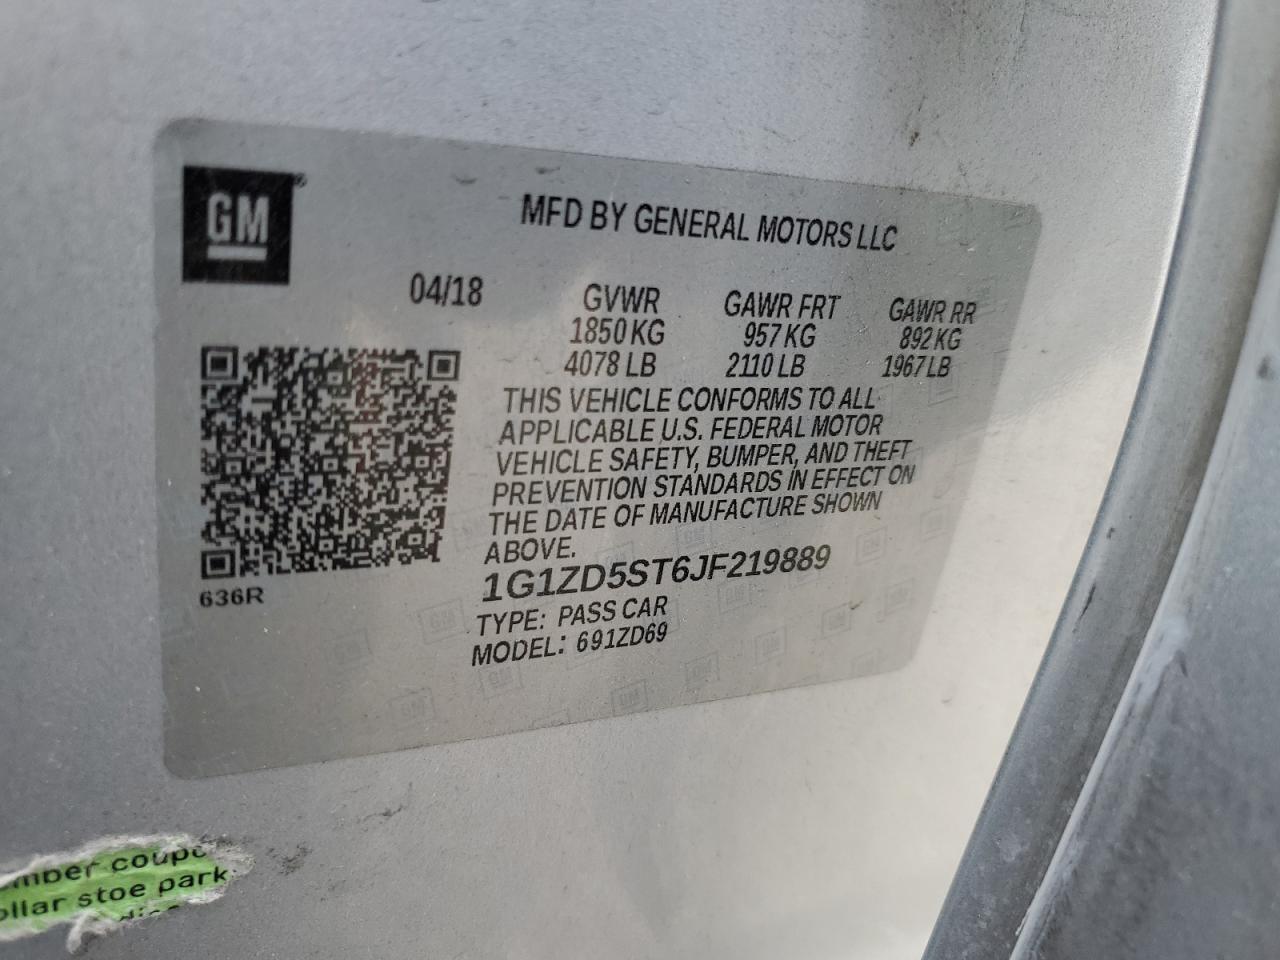 GM
MFD BY GENERAL MOTORS LLC
04/18
GVWR GAWR FRT GAWR RR
1850 KG 957 KG 892 KG
4078 LB 2110 LB 1967 LB
THIS VEHICLE CONFORMS TO ALL
APPLICABLE U.S. FEDERAL MOTOR
VEHICLE SAFETY, BUMPER, AND THEFT
PREVENTION STANDARDS IN EFFECT ON
THE DATE OF MANUFACTURE SHOWN
ABOVE.
1G1ZD5ST6JF219889
TYPE: PASS CAR
MODEL: 691ZD69
636R
stoe park